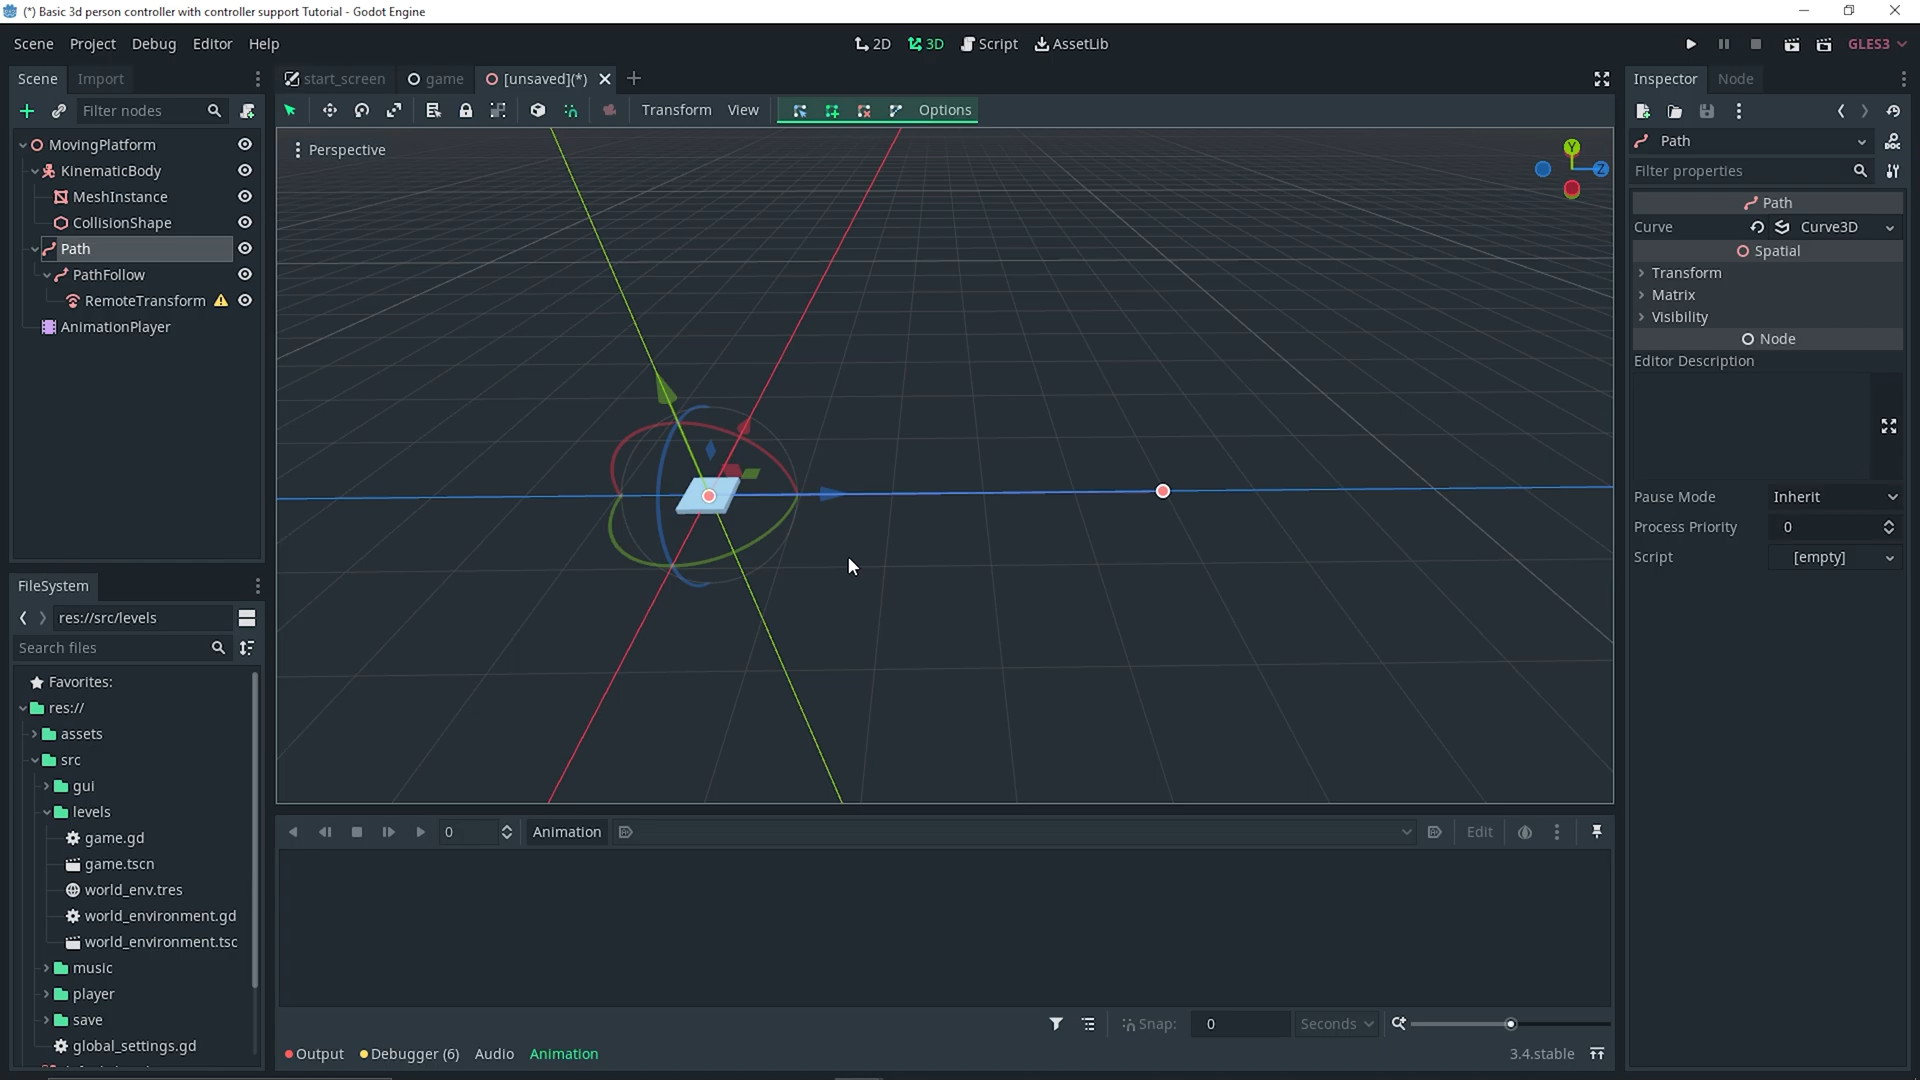 (*) Basic 3d person controller with controller support Tutorial - Godot Engine
Scene Project Debug Editor Help
2D 3D Script AssetLib
GLES3
Scene Import
start_screen game [unsaved](*)
Inspector Node
Filter nodes
Transform View Options
MovingPlatform
KinematicBody
MeshInstance
CollisionShape
Path
PathFollow
RemoteTransform
AnimationPlayer
Perspective
Y
Z
Path
Filter properties
Path
Curve Curve3D
Spatial
Transform
Matrix
Visibility
Node
Editor Description
Pause Mode Inherit
Process Priority 0
Script [empty]
FileSystem
res://src/levels
Search files
Favorites:
res://
assets
src
gui
levels
game.gd
game.tscn
world_env.tres
world_environment.gd
world_environment.tsc
music
player
save
global_settings.gd
0 Animation Edit
Snap: 0 Seconds
Output Debugger (6) Audio Animation
3.4.stable